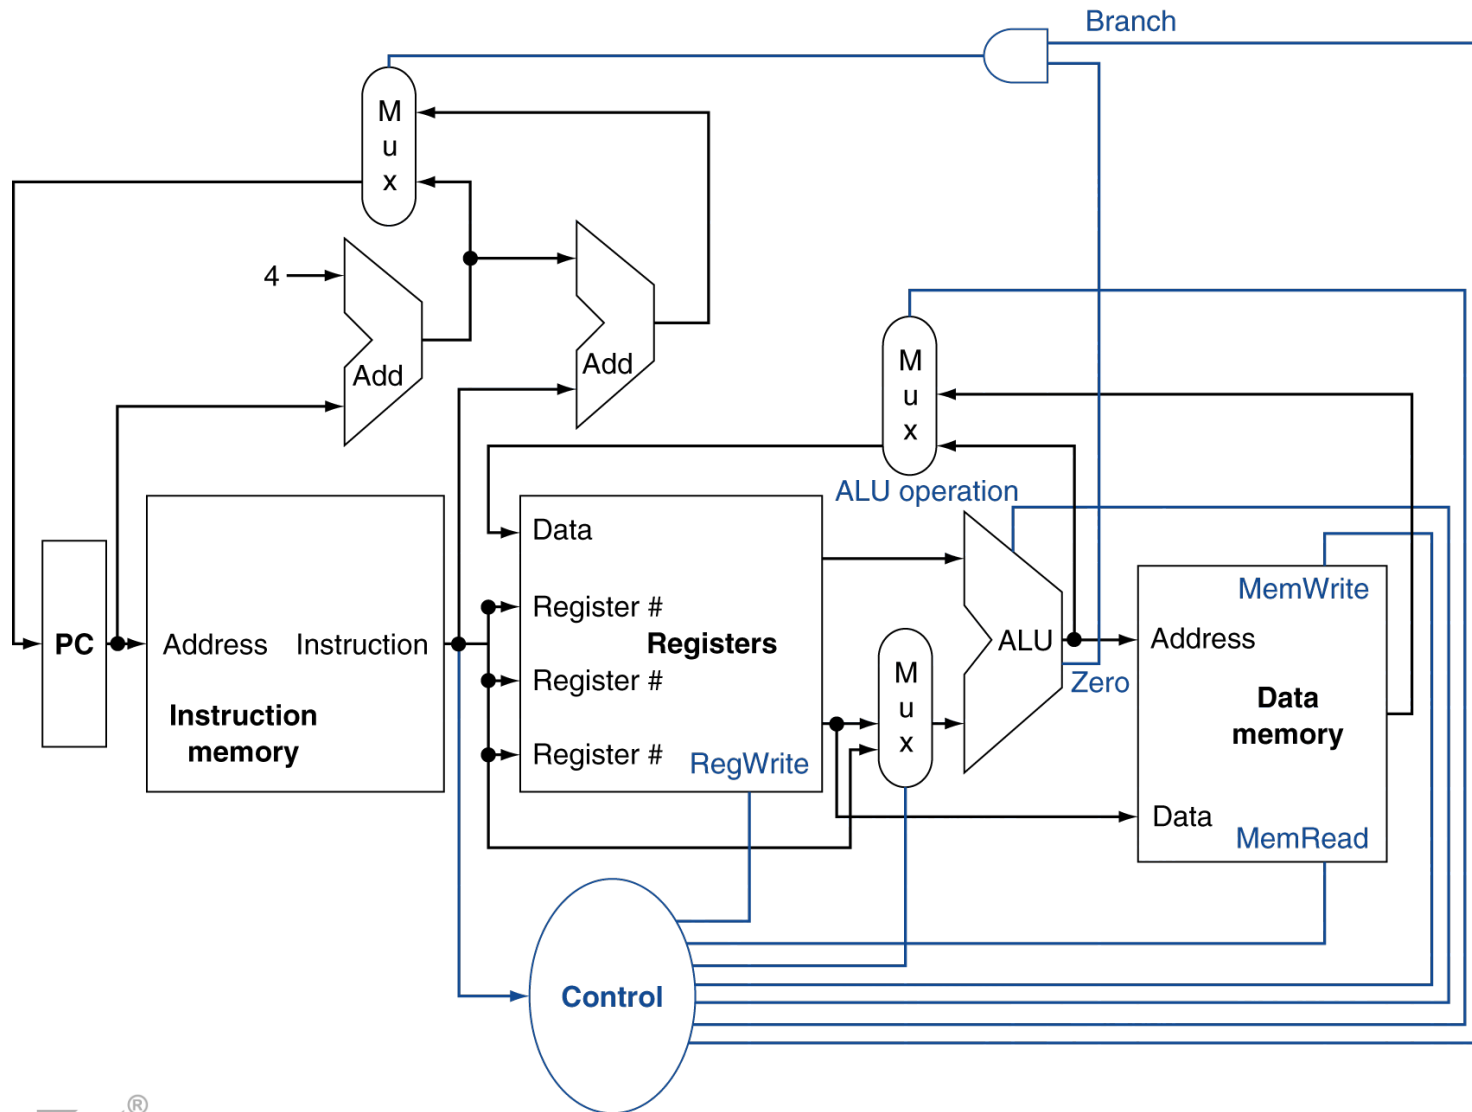 Branch
M
u
x
4
Add
Add
M
u
x
ALU operation
Data
Register #
Registers
Register #
Register #
RegWrite
PC
Address
Instruction
Instruction
memory
M
u
x
ALU
Zero
MemWrite
Address
Data
memory
Data
MemRead
Control
®